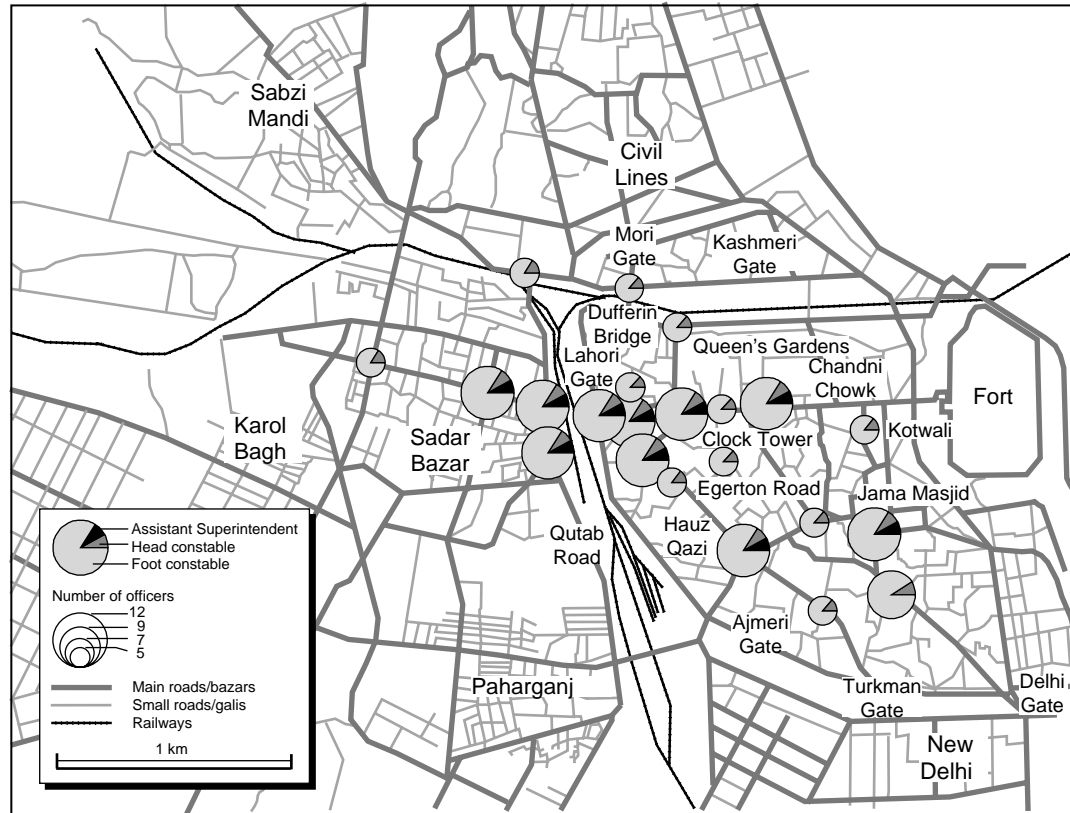 Sabzi
Mandi
Civil
Lines
Mori
Gate
Kashmeri
Gate
Dufferin
Bridge
Queen's Gardens
Lahori
Gate
Chandni
Chowk
Fort
Karol
Bagh
Sadar
Bazar
Clock Tower
Kotwali
Egerton Road
Jama Masjid
Hauz
Qazi
Qutab
Road
Ajmeri
Gate
Paharganj
Turkman
Gate
Delhi
Gate
New
Delhi
Assistant Superintendent
Head constable
Foot constable
Number of officers
12
9
7
5
Main roads/bazars
Small roads/galis
Railways
1 km